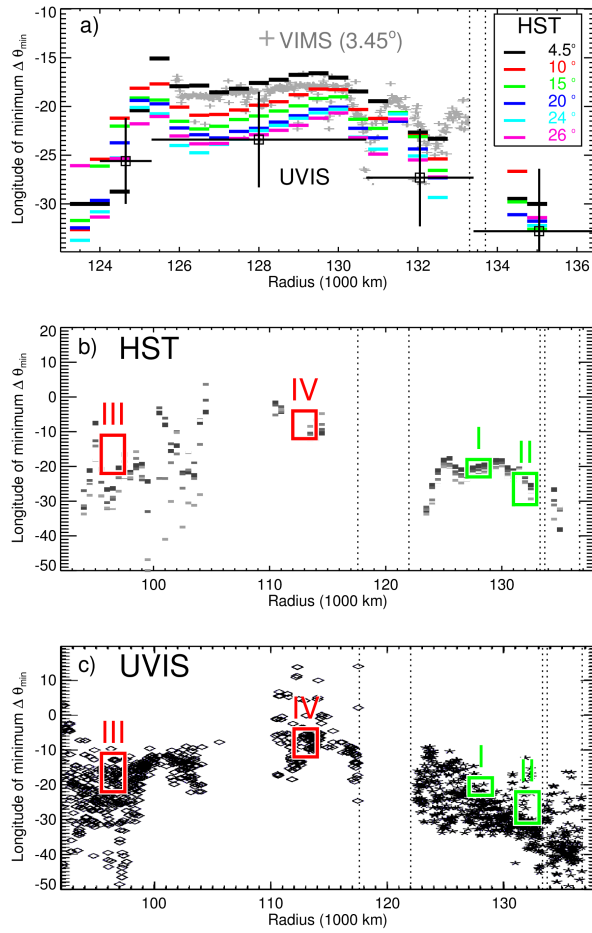 a)
VIMS (3.45°)
HST
4.5°
10 °
15 °
20 °
24 °
26 °
UVIS
Longitude of minimum Δ θmin
-10
-15
-20
-25
-30
124
126
128
130
132
134
136
Radius (1000 km)
b) HST
III
IV
I
II
Longitude of minimum Δ θmin
20
10
0
-10
-20
-30
-40
-50
100
110
120
130
Radius (1000 km)
c) UVIS
III
IV
I
II
Longitude of minimum Δ θmin
10
0
-10
-20
-30
-40
-50
100
110
120
130
Radius (1000 km)